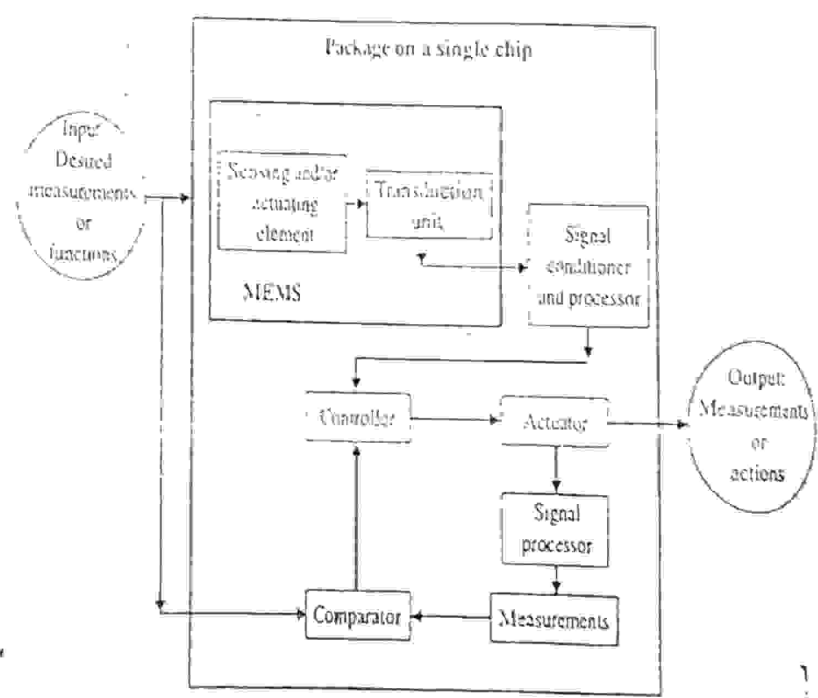 Package on a single chip
Input:
Desired
measurements
or
functions
Sensing and/or
actuating
element
Transduction
unit
MEMS
Signal
conditioner
and processor
Controller
Actuator
Output:
Measurements
or
actions
Signal
processor
Comparator
Measurements